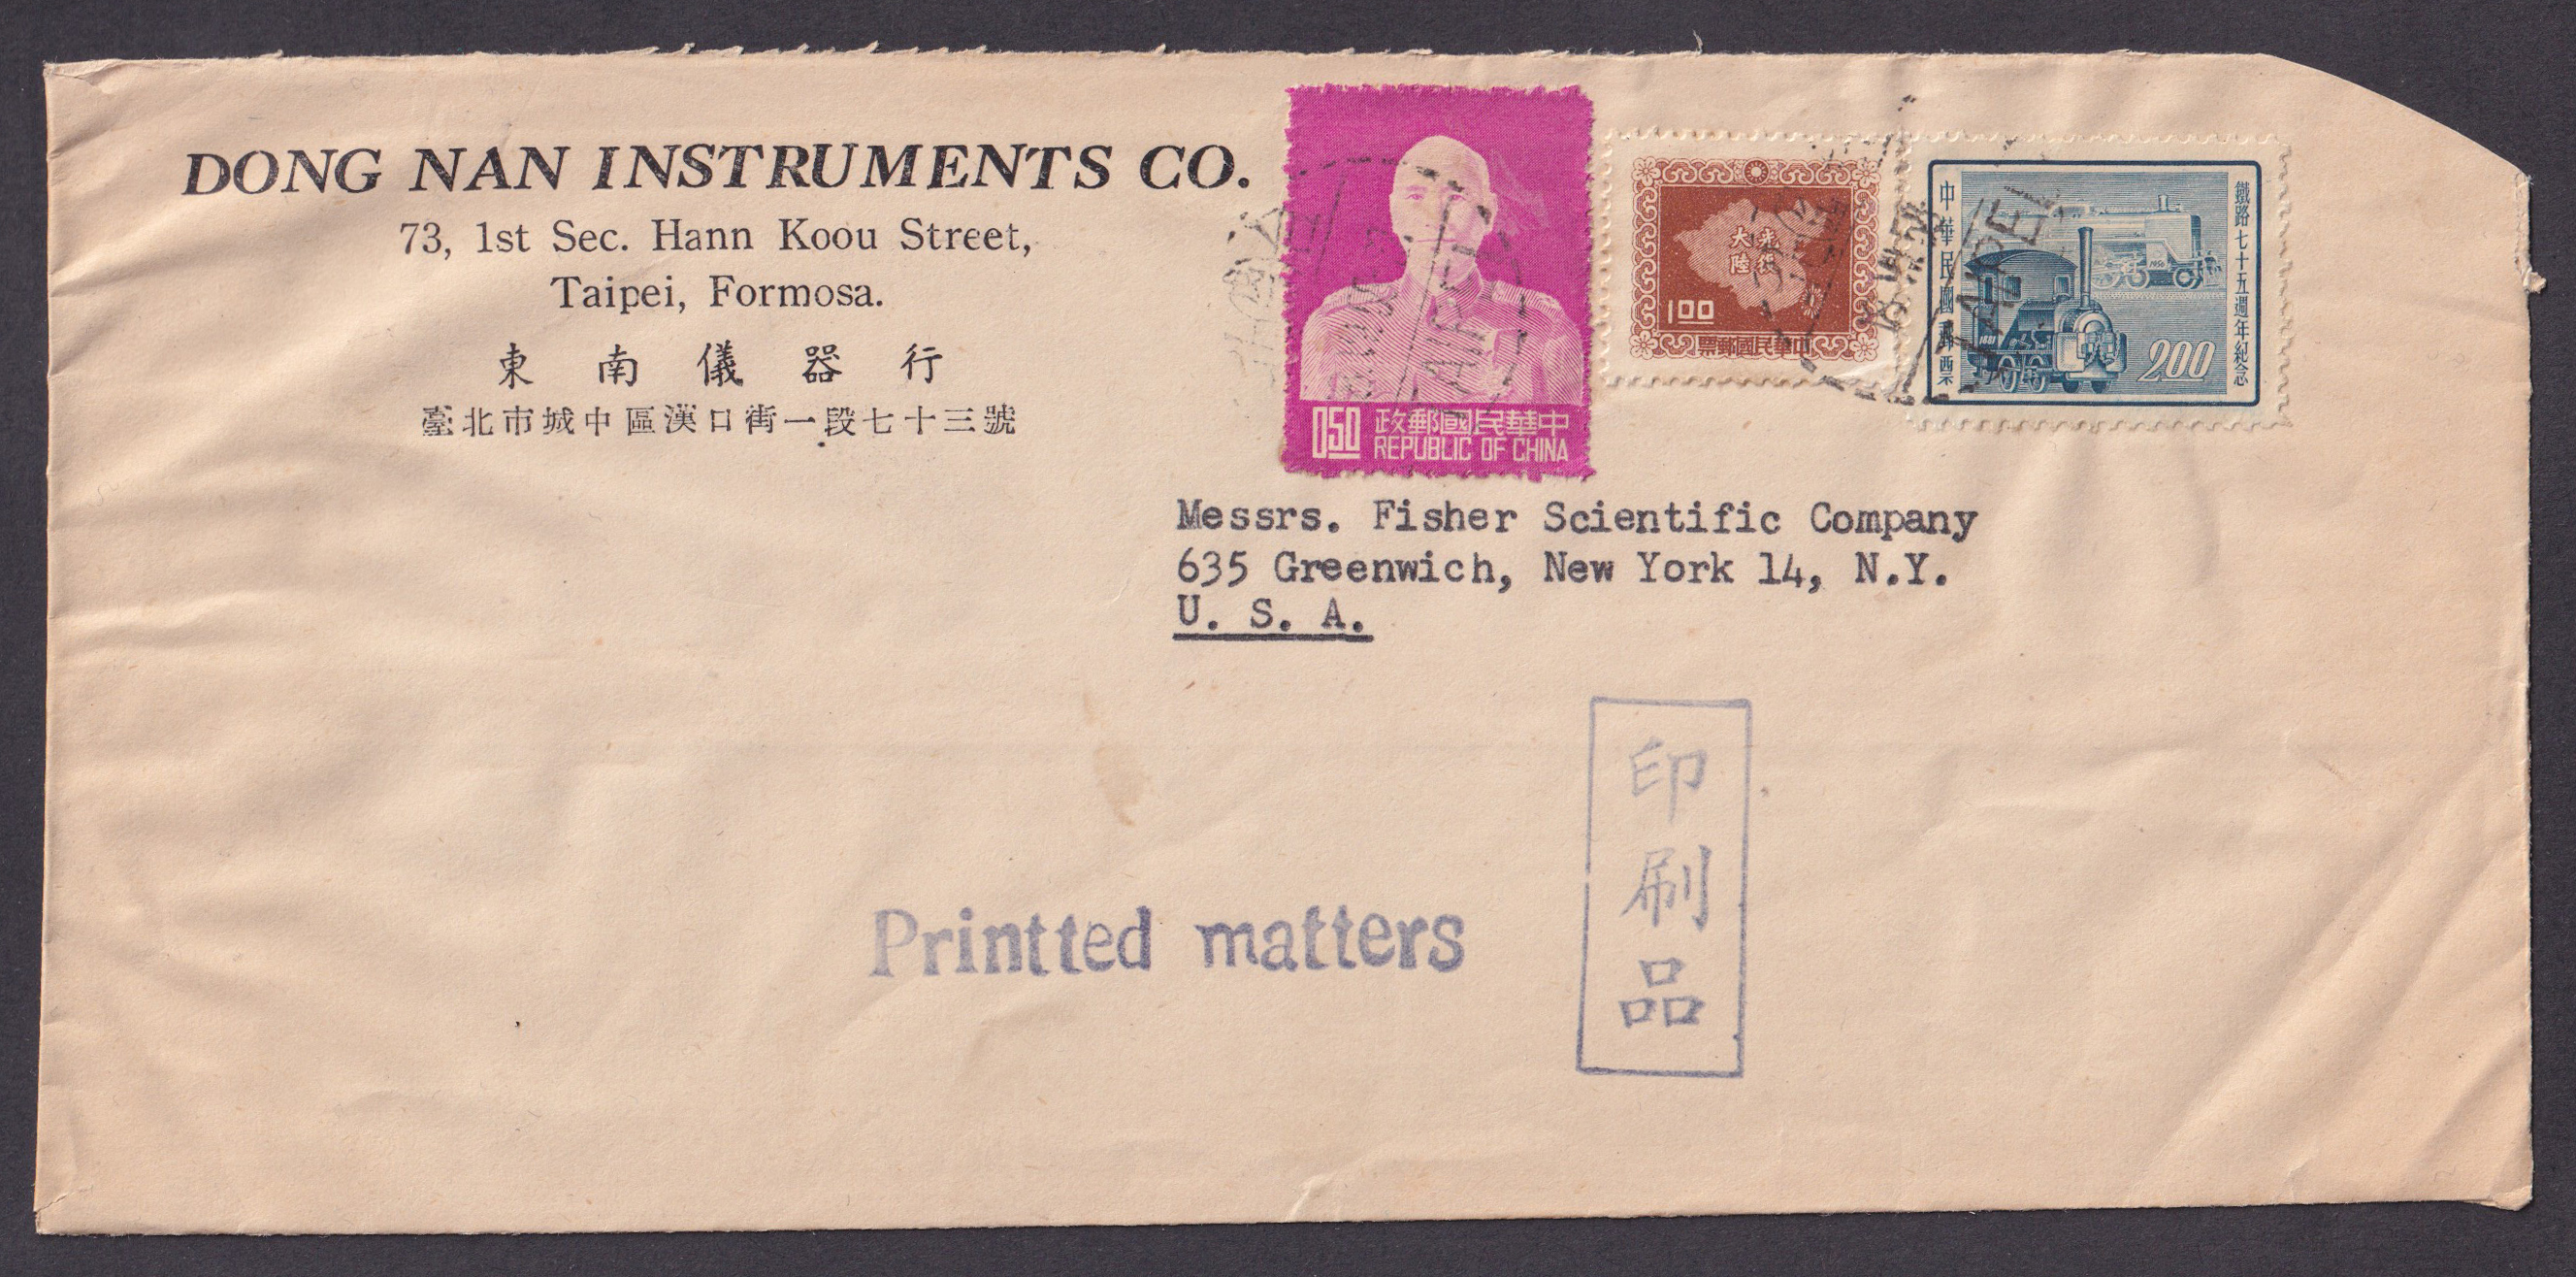 DONG NAN INSTRUMENTS CO.
73, 1st Sec. Hann Koou Street,
Taipei, Formosa.
東南儀器行
臺北市城中區漢口街一段七十三號
0.50
政郵國民華中
REPUBLIC OF CHINA
光復
大陸
1.00
票郵國民華中
中華民國郵票
鐵路七十五週年紀念
1956
1881
2.00
TAIPEI
TAIPEI
Messrs. Fisher Scientific Company
635 Greenwich, New York 14, N.Y.
U. S. A.
印刷品
Printted matters